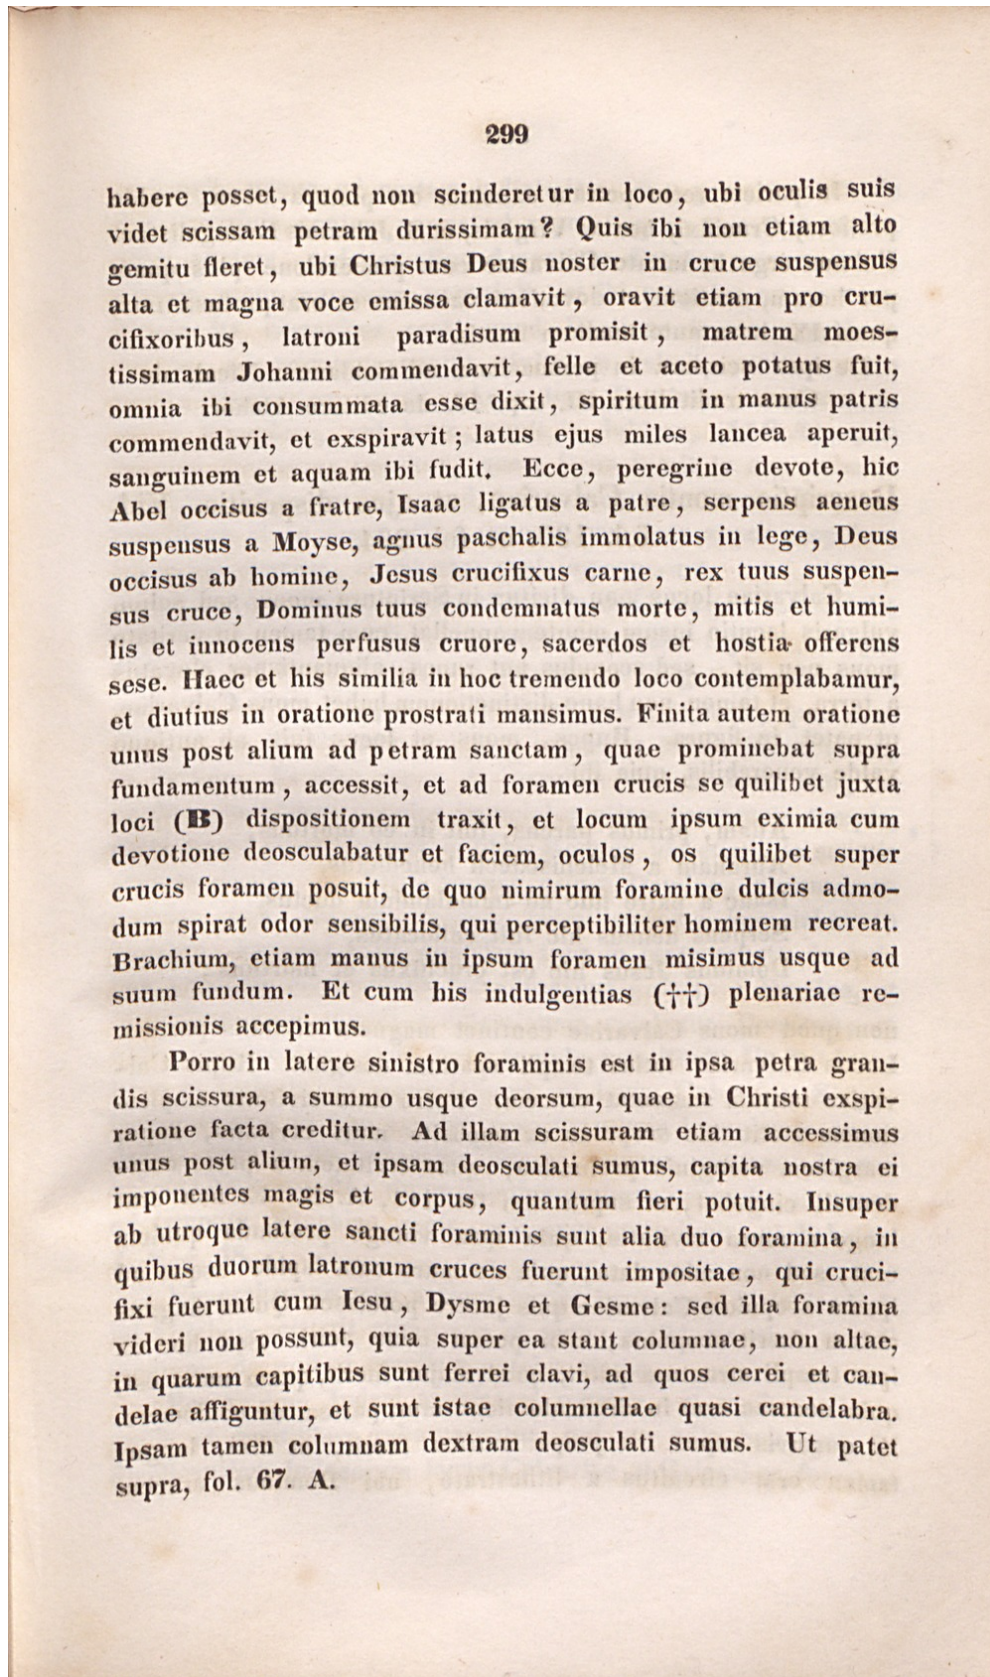 299
habere posset, quod non scinderetur in loco, ubi oculis suis
videt scissam petram durissimam? Quis ibi non etiam alto
gemitu fleret, ubi Christus Deus noster in cruce suspensus
alta et magna voce emissa clamavit, oravit etiam pro cru-
cifixoribus, latroni paradisum promisit, matrem moes-
tissimam Johanni commendavit, felle et aceto potatus fuit,
omnia ibi consummata esse dixit, spiritum in manus patris
commendavit, et exspiravit; latus ejus miles lancea aperuit,
sanguinem et aquam ibi fudit. Ecce, peregrine devote, hic
Abel occisus a fratre, Isaac ligatus a patre, serpens aeneus
suspensus a Moyse, agnus paschalis immolatus in lege, Deus
occisus ab homine, Jesus crucifixus carne, rex tuus suspen-
sus cruce, Dominus tuus condemnatus morte, mitis et humi-
lis et innocens perfusus cruore, sacerdos et hostia offerens
sese. Haec et his similia in hoc tremendo loco contemplabamur,
et diutius in oratione prostrati mansimus. Finita autem oratione
unus post alium ad petram sanctam, quae prominebat supra
fundamentum, accessit, et ad foramen crucis se quilibet juxta
loci (B) dispositionem traxit, et locum ipsum eximia cum
devotione deosculabatur et faciem, oculos, os quilibet super
crucis foramen posuit, de quo nimirum foramine dulcis admo-
dum spirat odor sensibilis, qui perceptibiliter hominem recreat.
Brachium, etiam manus in ipsum foramen misimus usque ad
suum fundum. Et cum his indulgentias (††) plenariae re-
missionis accepimus.
Porro in latere sinistro foraminis est in ipsa petra gran-
dis scissura, a summo usque deorsum, quae in Christi exspi-
ratione facta creditur. Ad illam scissuram etiam accessimus
unus post alium, et ipsam deosculati sumus, capita nostra ei
imponentes magis et corpus, quantum fieri potuit. Insuper
ab utroque latere sancti foraminis sunt alia duo foramina, in
quibus duorum latronum cruces fuerunt impositae, qui cruci-
fixi fuerunt cum Iesu, Dysme et Gesme: sed illa foramina
videri non possunt, quia super ea stant columnae, non altae,
in quarum capitibus sunt ferrei clavi, ad quos cerei et can-
delae affiguntur, et sunt istae columnellae quasi candelabra.
Ipsam tamen columnam dextram deosculati sumus. Ut patet
supra, fol. 67. A.